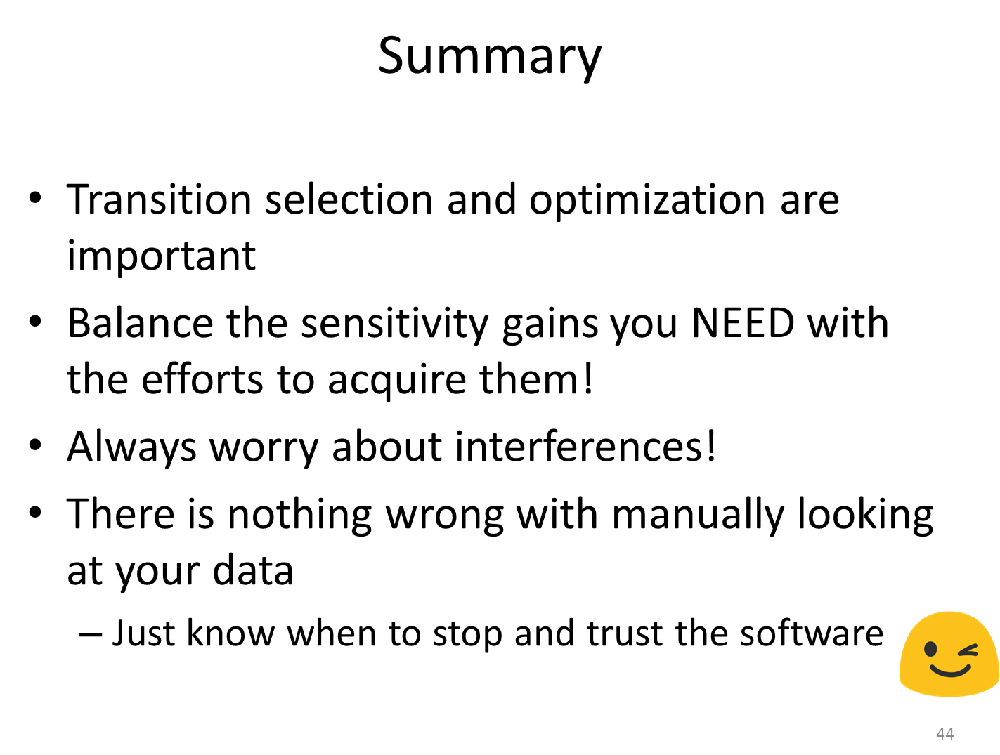 Summary
• Transition selection and optimization are
important
• Balance the sensitivity gains you NEED with
the efforts to acquire them!
• Always worry about interferences!
• There is nothing wrong with manually looking
at your data
– Just know when to stop and trust the software
44